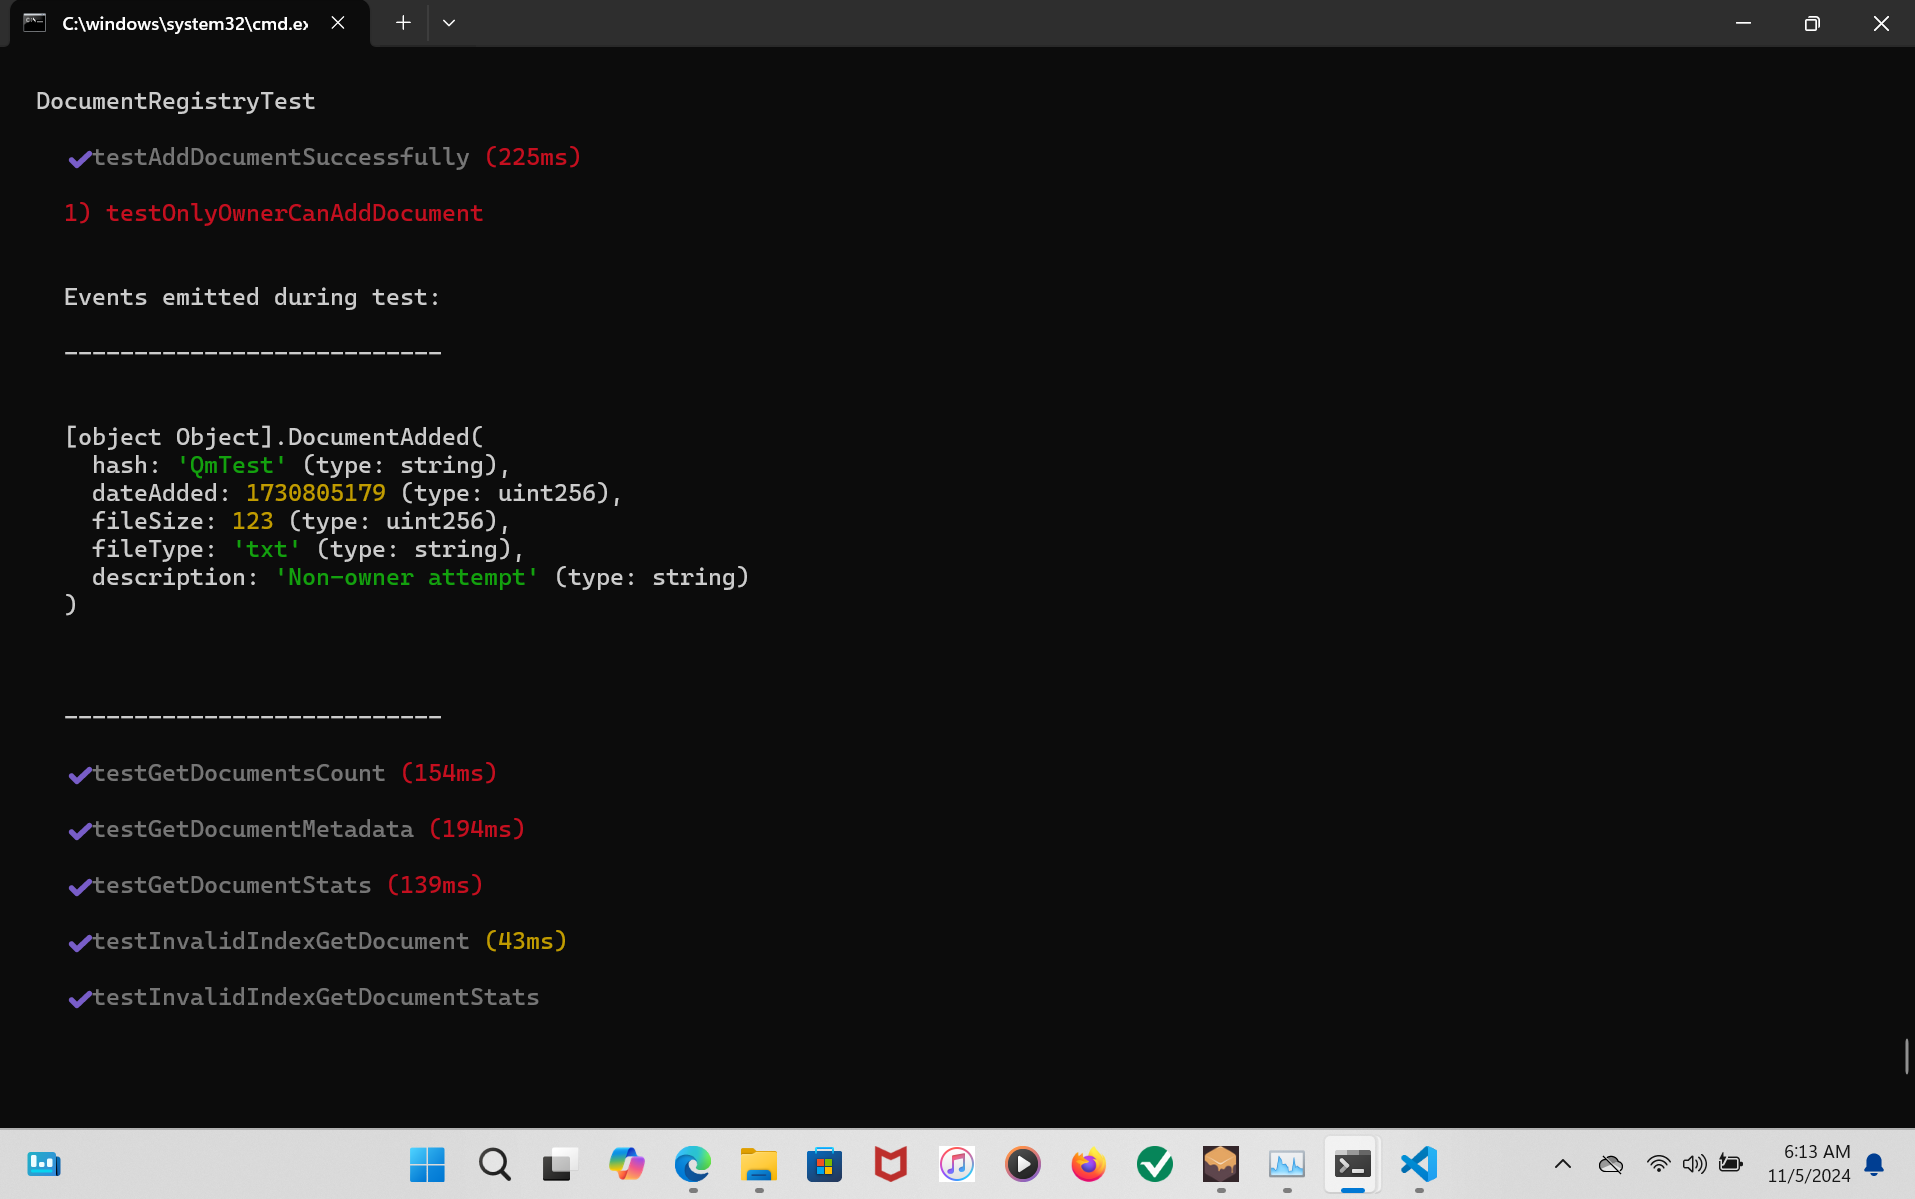 C:\windows\system32\cmd.ex
DocumentRegistryTest
✔testAddDocumentSuccessfully (225ms)
1) testOnlyOwnerCanAddDocument
Events emitted during test:
---------------------------
[object Object].DocumentAdded(
hash: 'QmTest' (type: string),
dateAdded: 1730805179 (type: uint256),
fileSize: 123 (type: uint256),
fileType: 'txt' (type: string),
description: 'Non-owner attempt' (type: string)
)
---------------------------
✔testGetDocumentsCount (154ms)
✔testGetDocumentMetadata (194ms)
✔testGetDocumentStats (139ms)
✔testInvalidIndexGetDocument (43ms)
✔testInvalidIndexGetDocumentStats
6:13 AM
11/5/2024